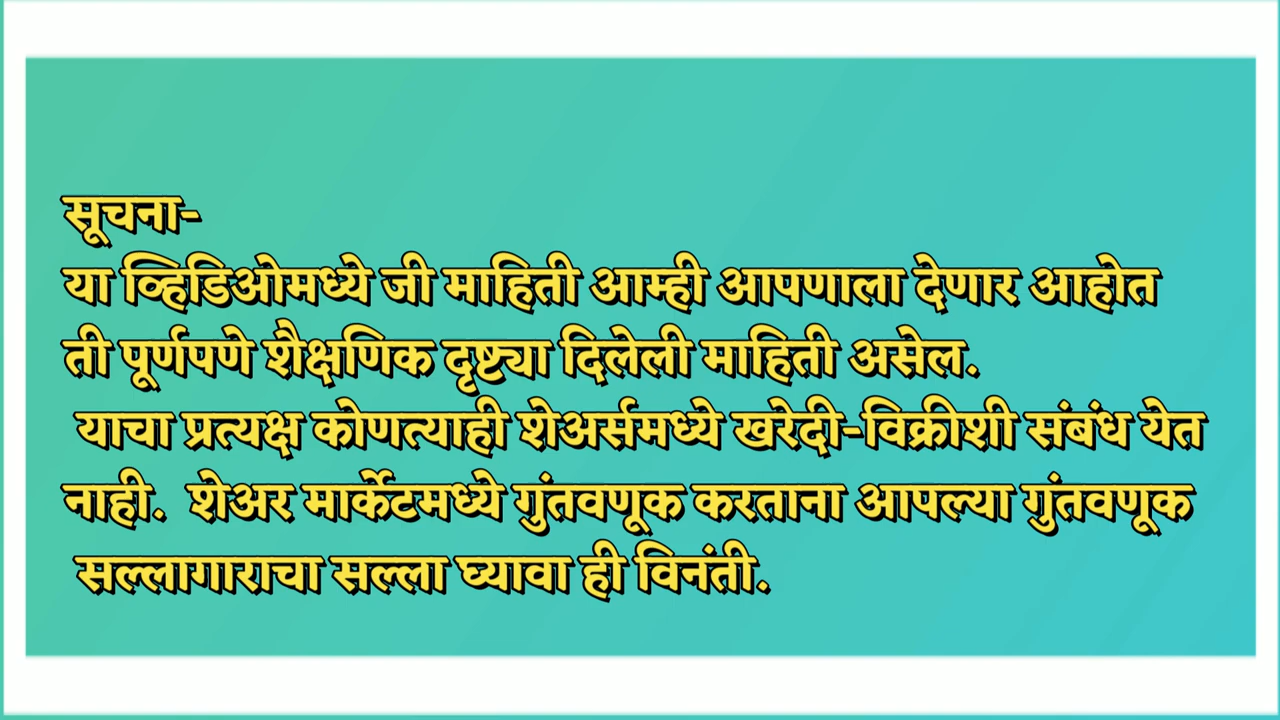 सूचना-
या व्हिडिओमध्ये जी माहिती आम्ही आपणाला देणार आहोत
ती पूर्णपणे शैक्षणिक दृष्ट्या दिलेली माहिती असेल.
याचा प्रत्यक्ष कोणत्याही शेअर्समध्ये खरेदी-विक्रीशी संबंध येत
नाही. शेअर मार्केटमध्ये गुंतवणूक करताना आपल्या गुंतवणूक
सल्लागाराचा सल्ला घ्यावा ही विनंती.